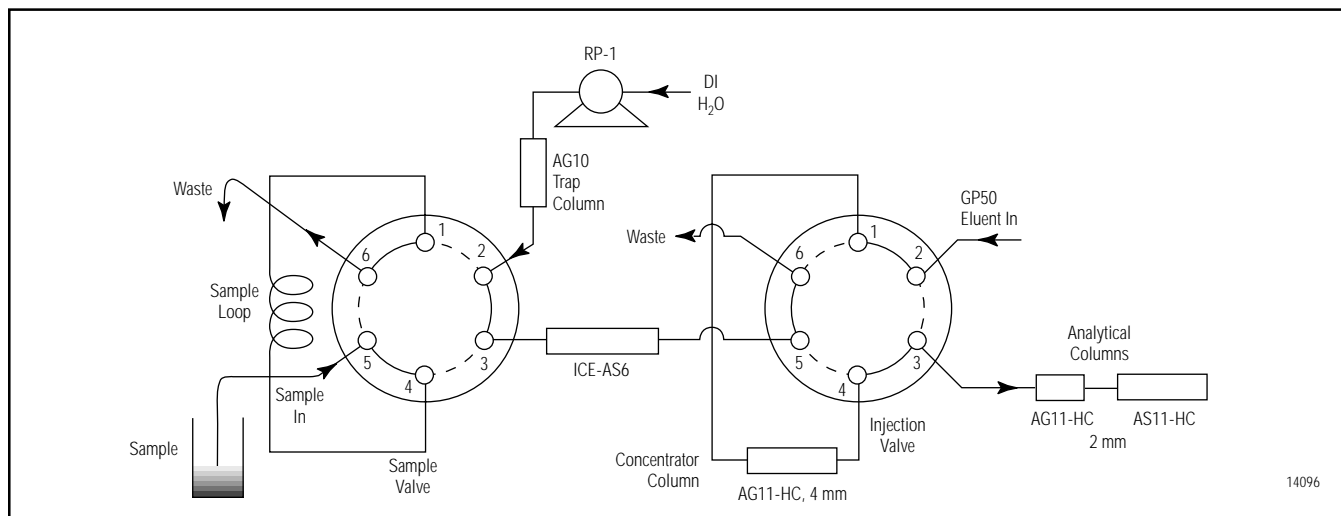 RP-1
DI
H₂O
AG10
Trap
Column
Waste
1
2
3
4
5
6
Sample
Loop
Sample
In
Sample
Sample
Valve
ICE-AS6
Waste
GP50
Eluent In
1
2
3
4
5
6
Injection
Valve
Concentrator
Column
AG11-HC, 4 mm
Analytical
Columns
AG11-HC
AS11-HC
2 mm
14096